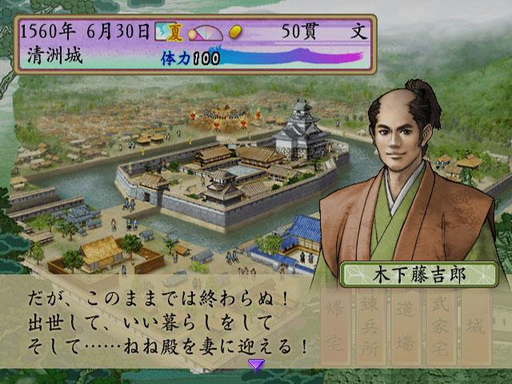 1560年 6月30日 夏 50貫 文
清洲城 体力100
木下藤吉郎
だが、このままでは終わらぬ！
出世して、いい暮らしをして
そして……ねね殿を妻に迎える！
帰宅 練兵所 道場 武家宅 城